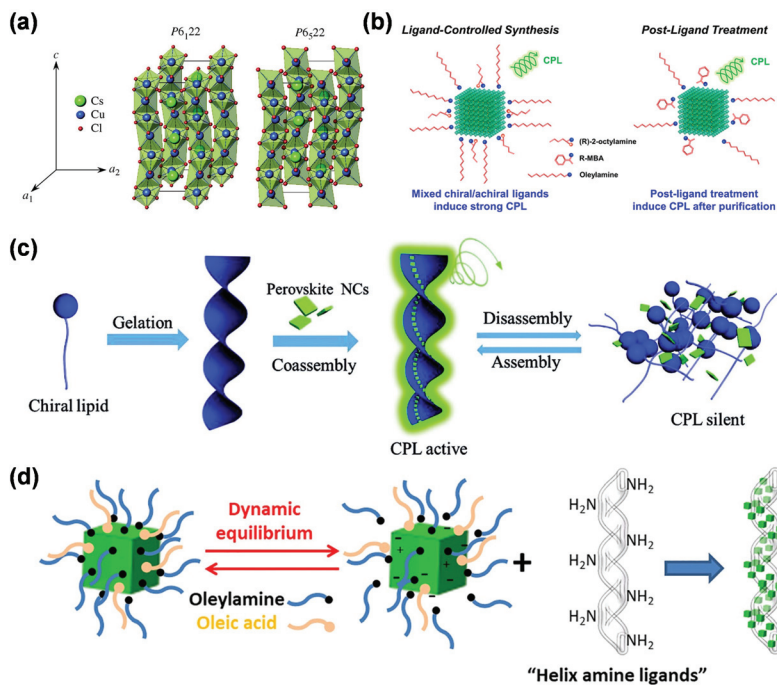 (a)
P6₁22
P6₅22
c
Cs
Cu
Cl
a₁
a₂
(b)
Ligand-Controlled Synthesis
Post-Ligand Treatment
CPL
CPL
(R)-2-octylamine
R-MBA
Oleylamine
Mixed chiral/achiral ligands
induce strong CPL
Post-ligand treatment
induce CPL after purification
(c)
Chiral lipid
Gelation
Perovskite NCs
Coassembly
CPL active
Disassembly
Assembly
CPL silent
(d)
Dynamic
equilibrium
Oleylamine
Oleic acid
+
-
+
-
NH₂
H₂N
NH₂
H₂N
NH₂
H₂N
NH₂
"Helix amine ligands"